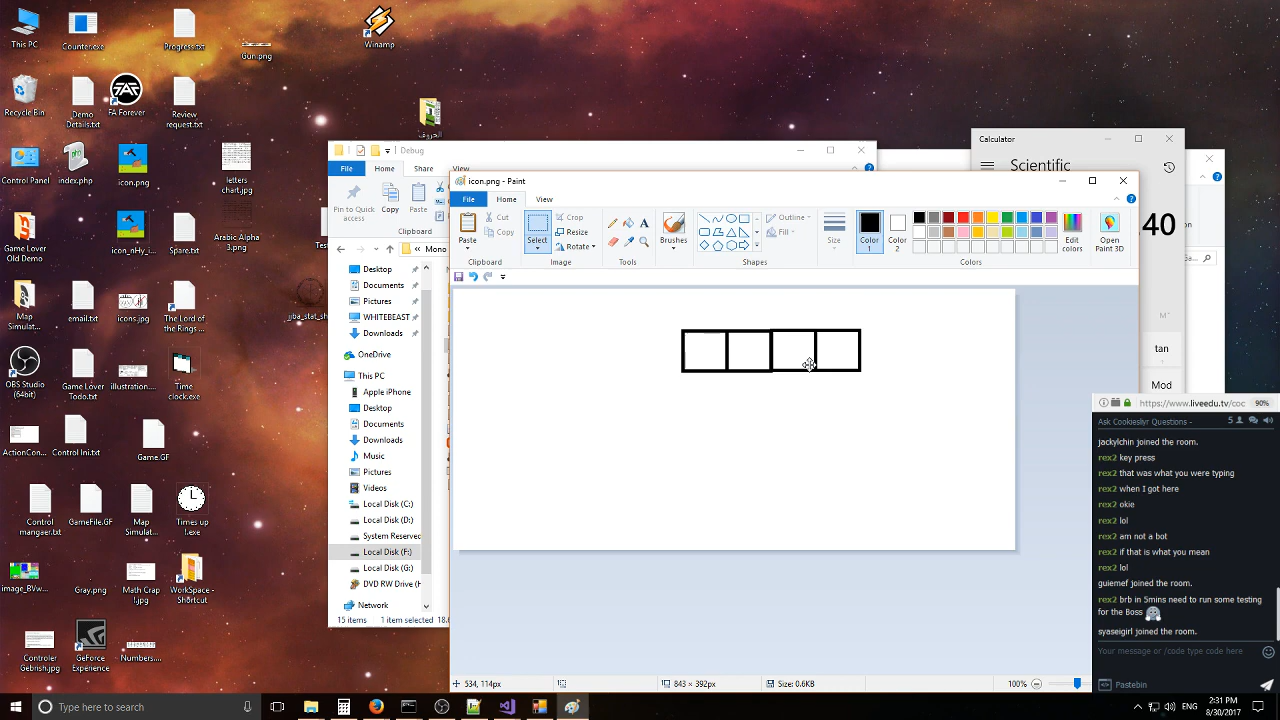 This PC
Counter.exe
Progress.txt
Gun.png
Winamp
Recycle Bin
Demo
Details.txt
FA Forever
Review
request.txt
الحروف
Control Panel
index.php
icon.png
letters
chart.jpg
Game Lover
Old Demo
Spare.txt
Arabic Alpha
3.png
Map
Simulat...
email.txt
icons.jpg
The Lord of
the Rings ...
OBS Studio
(64bit)
Game Lover
Todo.txt
illustration...
Time
clock.exe
ActionCon...
Control Ini.txt
Game.GF
Control
mangaer.txt
GameFile.GF
Map
Simulat...
Times up
!.exe
image_BVw...
Gray.png
Math Crap
1.jpg
WorkSpace -
Shortcut
Controler
Gebrish.jpg
GeForce
Experience
Numbers....
Debug
File
Home
Share
View
Pin to Quick
access
Copy
Paste
Clipboard
Mono
Desktop
Documents
Pictures
WHITEBEAST
Downloads
OneDrive
This PC
Apple iPhone
Desktop
Documents
Downloads
Music
Pictures
Videos
Local Disk (C:)
Local Disk (D:)
System Reserved
Local Disk (F:)
Local Disk (G:)
Network
15 items
1 item selected
icon.png - Paint
File
Home
View
Paste
Cut
Copy
Clipboard
Select
Crop
Resize
Rotate
Image
Tools
Brushes
Shapes
Outline
Fill
Size
Color
1
Color
2
Edit
colors
Open
Paint 3D
Colors
534, 114px
843 × 392px
Size: 0.6KB
100%
Calculator
Scientific
40
M˅
tan
Mod
https://www.liveedu.tv/coc
90%
Ask Cookiesliyr Questions -
5
jackylchin joined the room.
rex2 key press
rex2 that was what you were typing
rex2 when I got here
rex2 okie
rex2 lol
rex2 am not a bot
rex2 if that is what you mean
rex2 lol
guiemef joined the room.
rex2 brb in 5mins need to run some testing
for the Boss
syaseigirl joined the room.
Your message or /code type code here
Pastebin
Type here to search
ENG
2:31 PM
8/30/2017